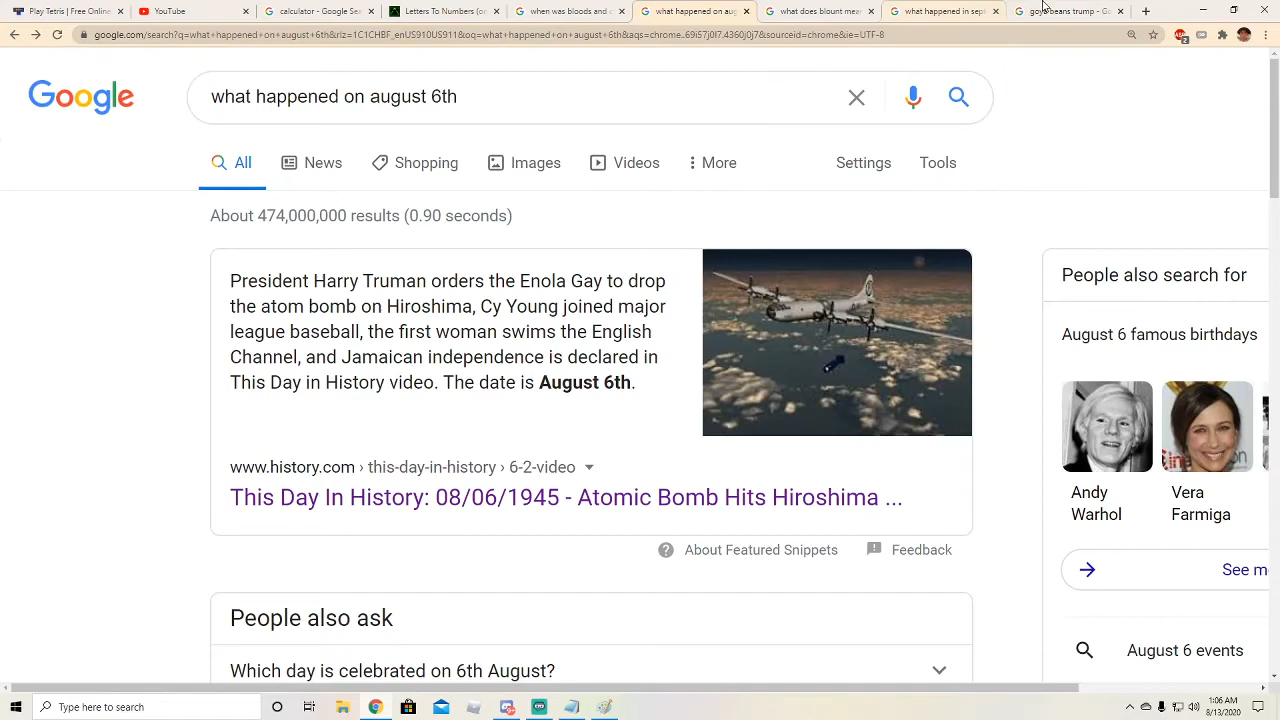 Play Tetris | Free Online
YouTube
calculator - Google Sea
Letters To Numbers (
when was bloods and c
what happened on aug
what does blount mear
what happened in sep
beans trump - Go
google.com/search?q=what+happened+on+august+6th&rlz=1C1CHBF_enUS910US911&oq=what+happened+on+august+6th&aqs=chrome..69i57j0l7.4360j0j7&sourceid=chrome&ie=UTF-8
Google
what happened on august 6th
All
News
Shopping
Images
Videos
More
Settings
Tools
About 474,000,000 results (0.90 seconds)
President Harry Truman orders the Enola Gay to drop
the atom bomb on Hiroshima, Cy Young joined major
league baseball, the first woman swims the English
Channel, and Jamaican independence is declared in
This Day in History video. The date is August 6th.
www.history.com › this-day-in-history › 6-2-video
This Day In History: 08/06/1945 - Atomic Bomb Hits Hiroshima ...
About Featured Snippets
Feedback
People also ask
Which day is celebrated on 6th August?
People also search for
August 6 famous birthdays
Andy
Warhol
Vera
Farmiga
See m
August 6 events
Type here to search
1:06 AM
8/13/2020